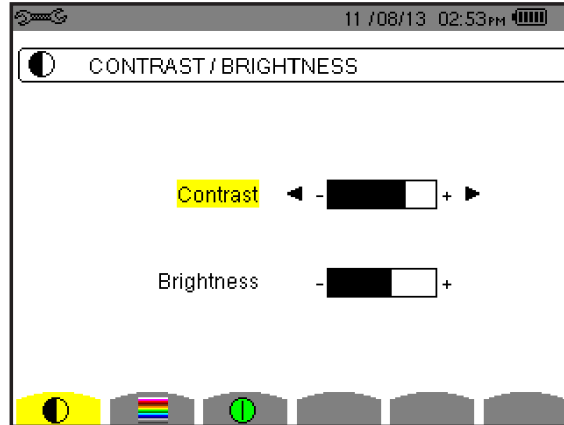 11/08/13 02:53PM
CONTRAST / BRIGHTNESS
Contrast - +
Brightness - +